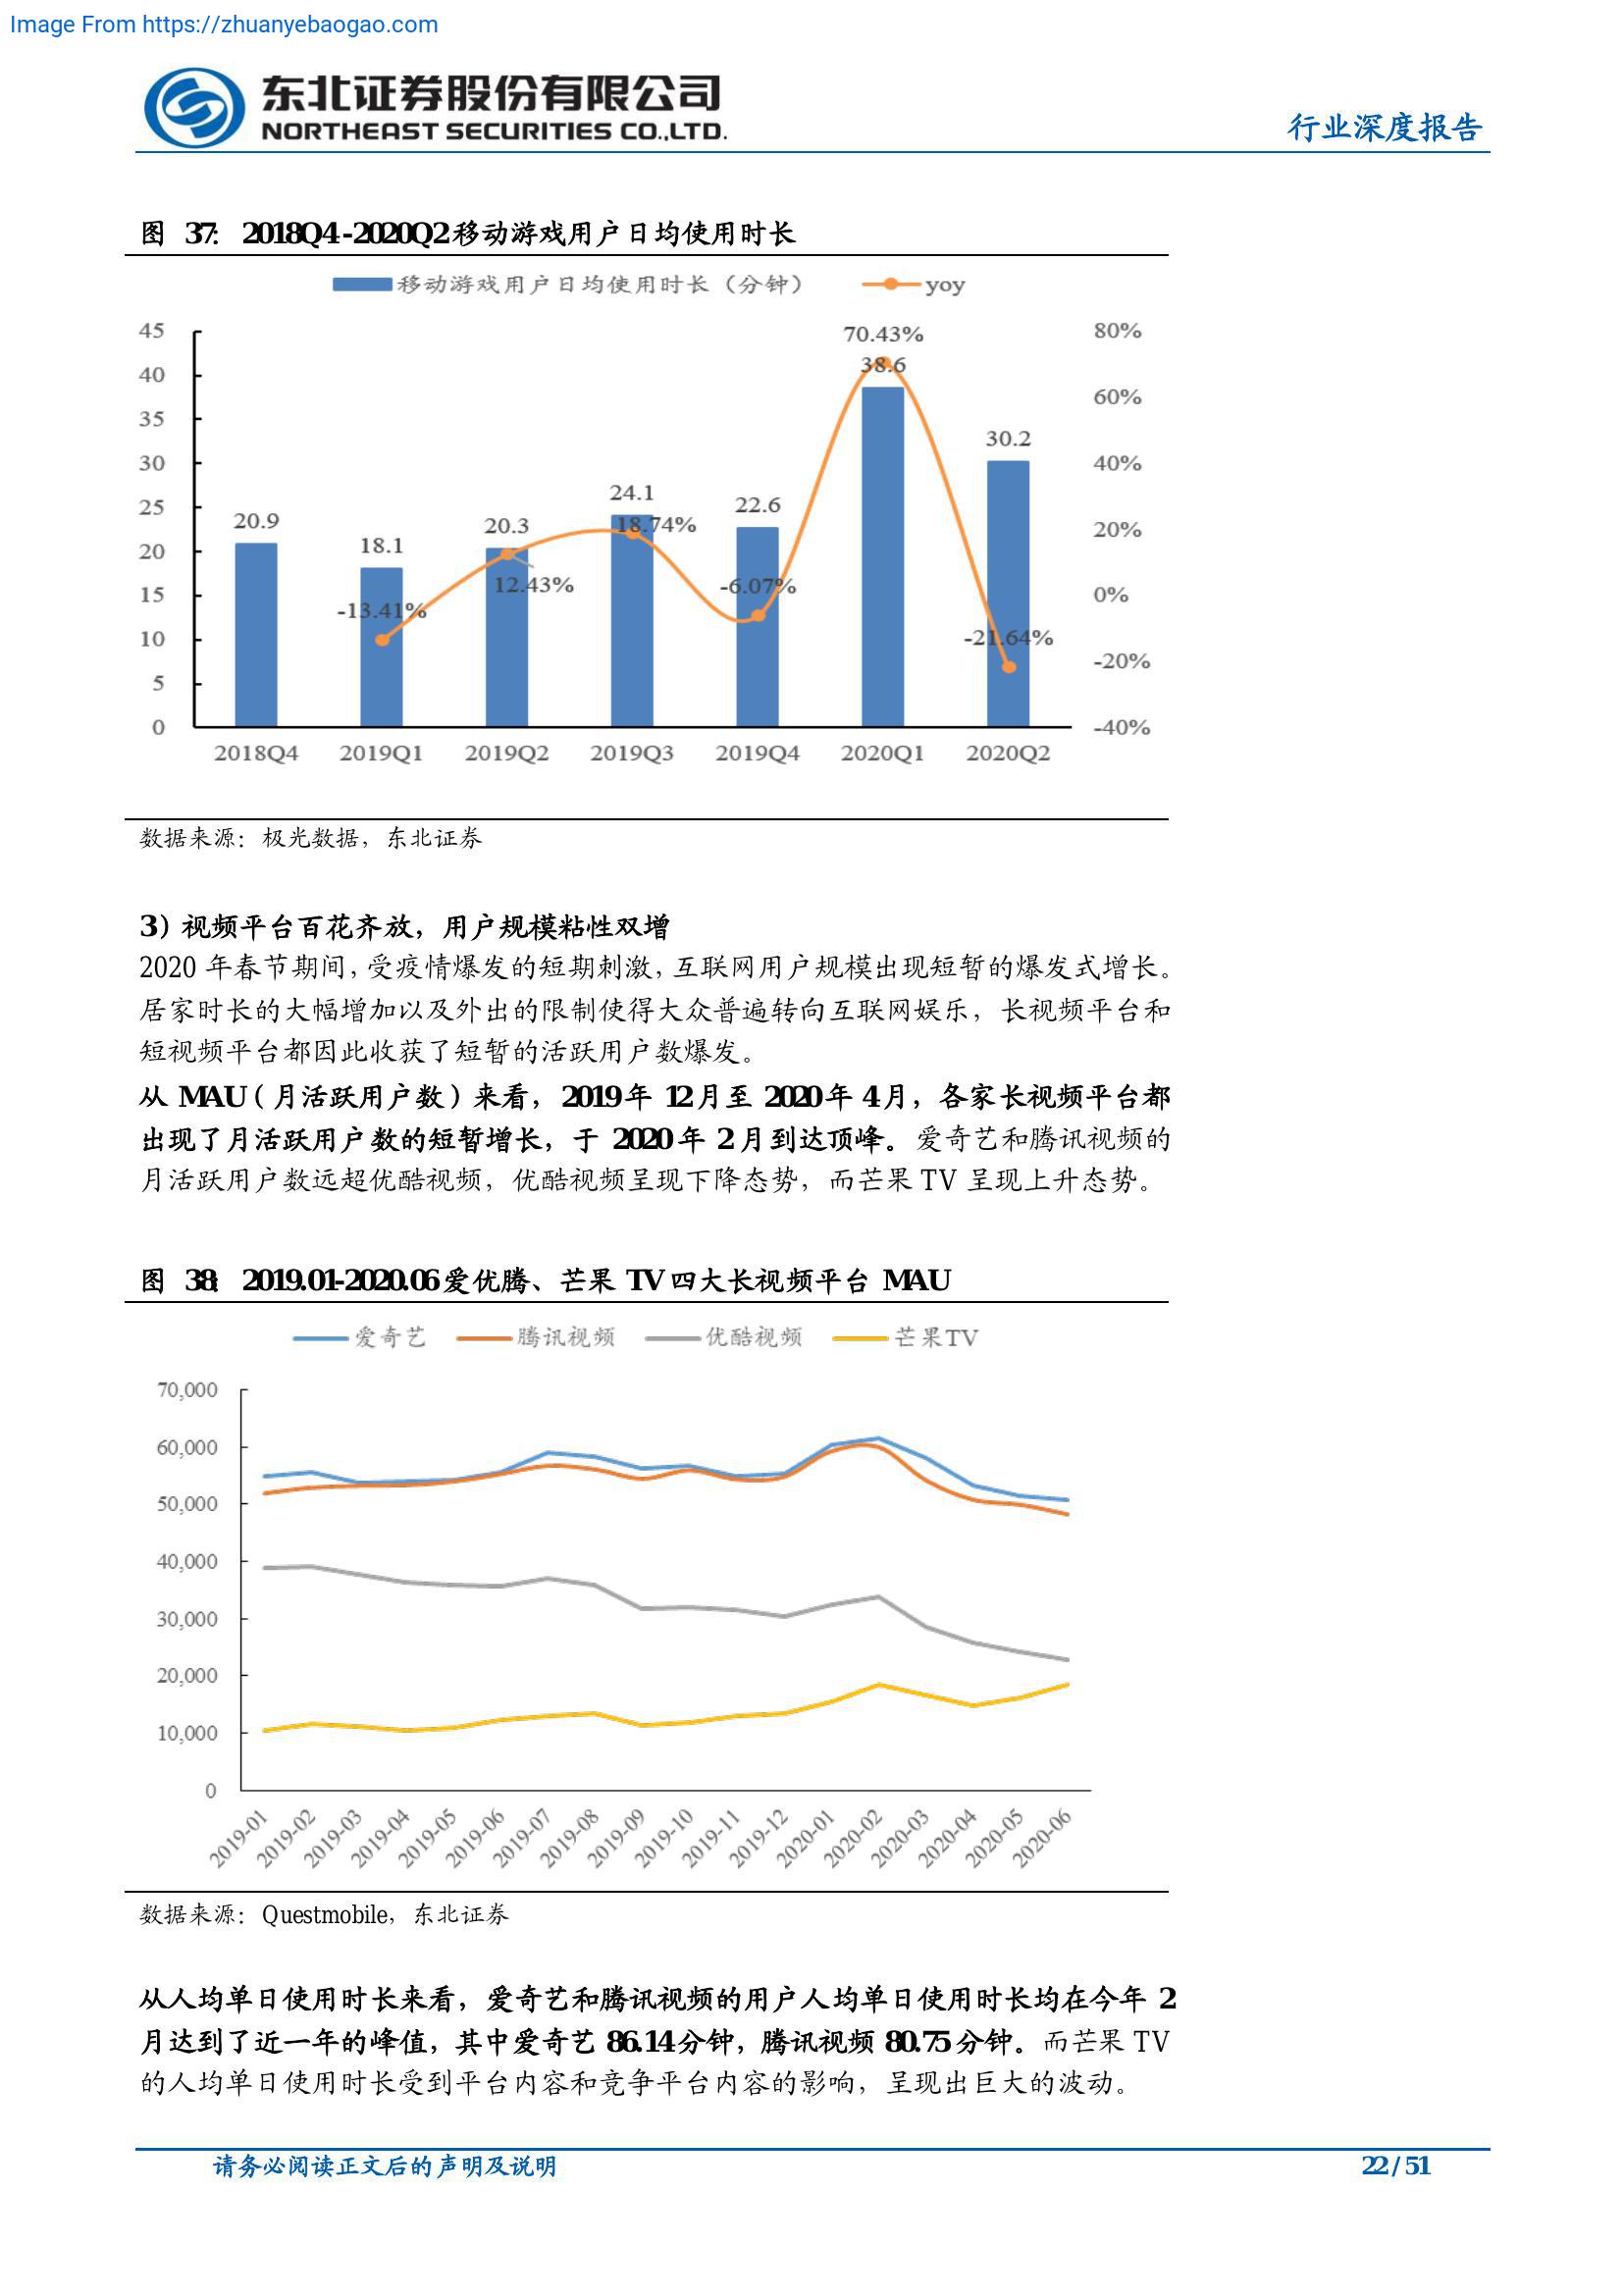 Image From https://zhuanyebaogao.com
东北证券股份有限公司
NORTHEAST SECURITIES CO.,LTD.
行业深度报告
图 37: 2018Q4-2020Q2移动游戏用户日均使用时长
移动游戏用户日均使用时长（分钟） yoy
45
40
35
30
25
20
15
10
5
0
80%
60%
40%
20%
0%
-20%
-40%
20.9
18.1
20.3
24.1
22.6
38.6
30.2
-13.41%
12.43%
18.74%
-6.07%
70.43%
-21.64%
2018Q4 2019Q1 2019Q2 2019Q3 2019Q4 2020Q1 2020Q2
数据来源：极光数据，东北证券
3）视频平台百花齐放，用户规模粘性双增
2020 年春节期间，受疫情爆发的短期刺激，互联网用户规模出现短暂的爆发式增长。
居家时长的大幅增加以及外出的限制使得大众普遍转向互联网娱乐，长视频平台和
短视频平台都因此收获了短暂的活跃用户数爆发。
从 MAU（月活跃用户数）来看，2019年 12月至 2020年 4月，各家长视频平台都
出现了月活跃用户数的短暂增长，于 2020年 2月到达顶峰。爱奇艺和腾讯视频的
月活跃用户数远超优酷视频，优酷视频呈现下降态势，而芒果 TV 呈现上升态势。
图 38: 2019.01-2020.06爱优腾、芒果 TV四大长视频平台 MAU
爱奇艺 腾讯视频 优酷视频 芒果TV
70,000
60,000
50,000
40,000
30,000
20,000
10,000
0
2019-01 2019-02 2019-03 2019-04 2019-05 2019-06 2019-07 2019-08 2019-09 2019-10 2019-11 2019-12 2020-01 2020-02 2020-03 2020-04 2020-05 2020-06
数据来源：Questmobile，东北证券
从人均单日使用时长来看，爱奇艺和腾讯视频的用户人均单日使用时长均在今年 2
月达到了近一年的峰值，其中爱奇艺 86.14分钟，腾讯视频 80.75分钟。而芒果 TV
的人均单日使用时长受到平台内容和竞争平台内容的影响，呈现出巨大的波动。
请务必阅读正文后的声明及说明
22 / 51